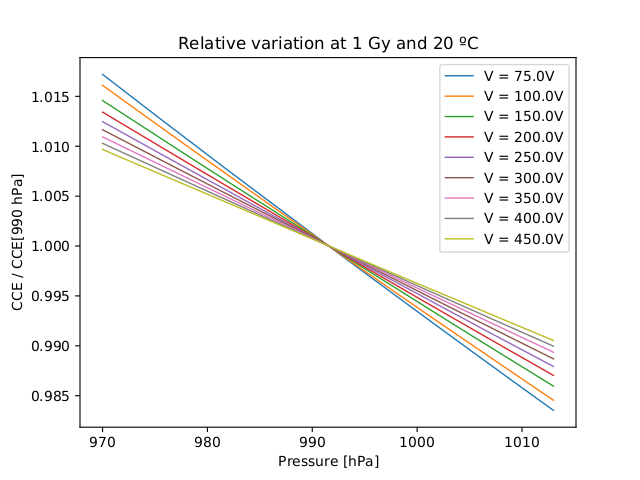 Relative variation at 1 Gy and 20 ºC
CCE / CCE[990 hPa]
1.015
1.010
1.005
1.000
0.995
0.990
0.985
V = 75.0V
V = 100.0V
V = 150.0V
V = 200.0V
V = 250.0V
V = 300.0V
V = 350.0V
V = 400.0V
V = 450.0V
970 980 990 1000 1010
Pressure [hPa]